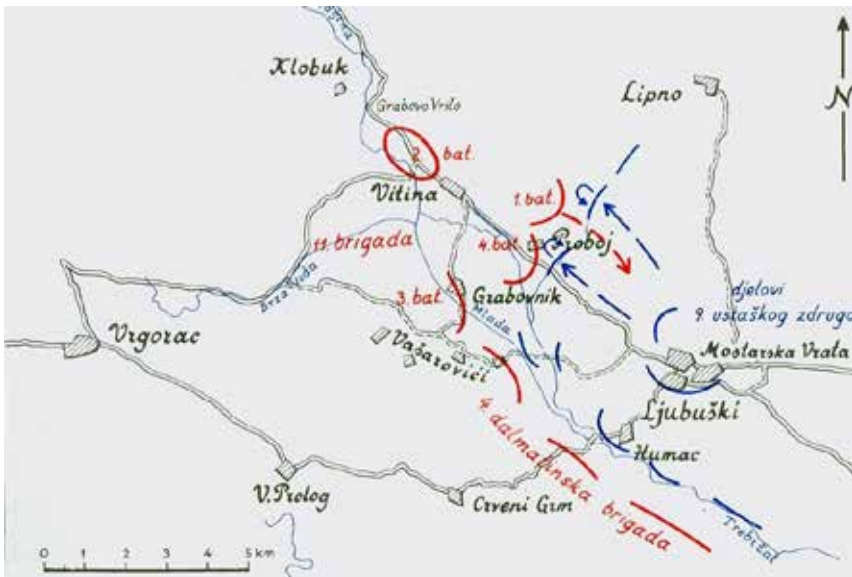 Klobuk
Grabovo Vrilo
Lipno
N
2.
bat.
Vitina
1. bat.
11. brigada
4. bat.
Proboj
3. bat.
Grabovnik
djelovi
9. ustaškog zdruga
Brza Voda
Mlada
Vrgorac
Vašarovići
Mostarska Vrata
Ljubuški
4. dalmatinska brigada
Humac
V. Prolog
Crveni Grm
Trebižat
0 1 2 3 4 5 km